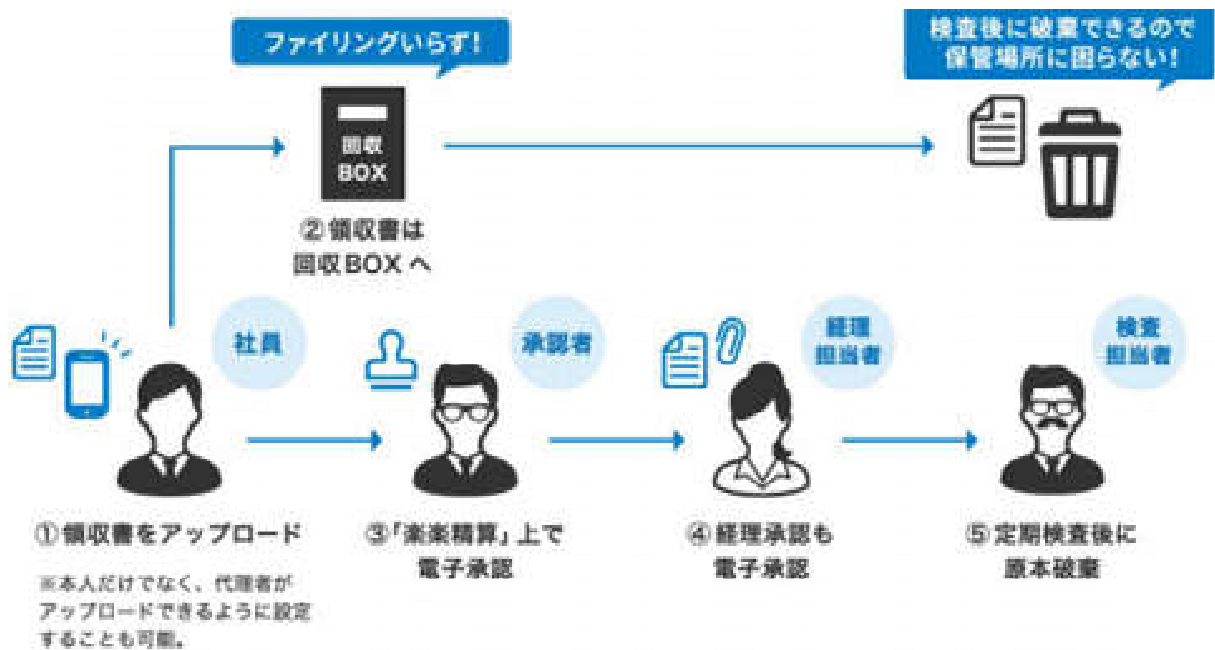 ファイリングいらず!
検査後に破棄できるので
保管場所に困らない!
回収
BOX
②領収書は
回収BOXへ
社員
承認者
経理
担当者
検査
担当者
①領収書をアップロード
③「楽楽精算」上で
電子承認
④経理承認も
電子承認
⑤定期検査後に
原本破棄
※本人だけでなく、代理者が
アップロードできるように設定
することも可能。